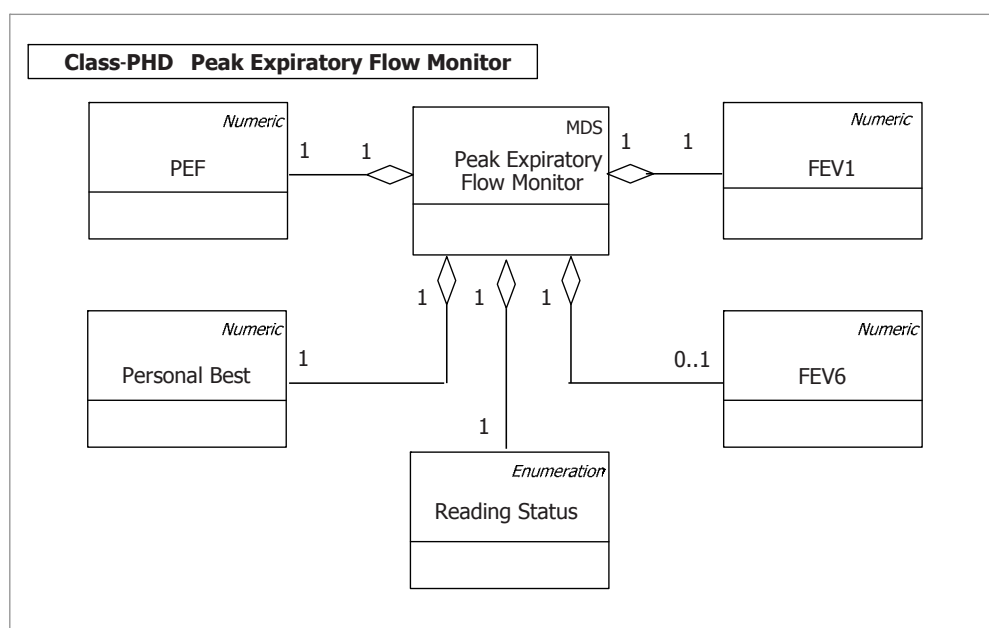 Class-PHD Peak Expiratory Flow Monitor
Numeric
PEF
1 1
MDS
Peak Expiratory
Flow Monitor
1 1
Numeric
FEV1
Numeric
Personal Best
1
1
1
1
1
0..1
Numeric
FEV6
Enumeration
Reading Status